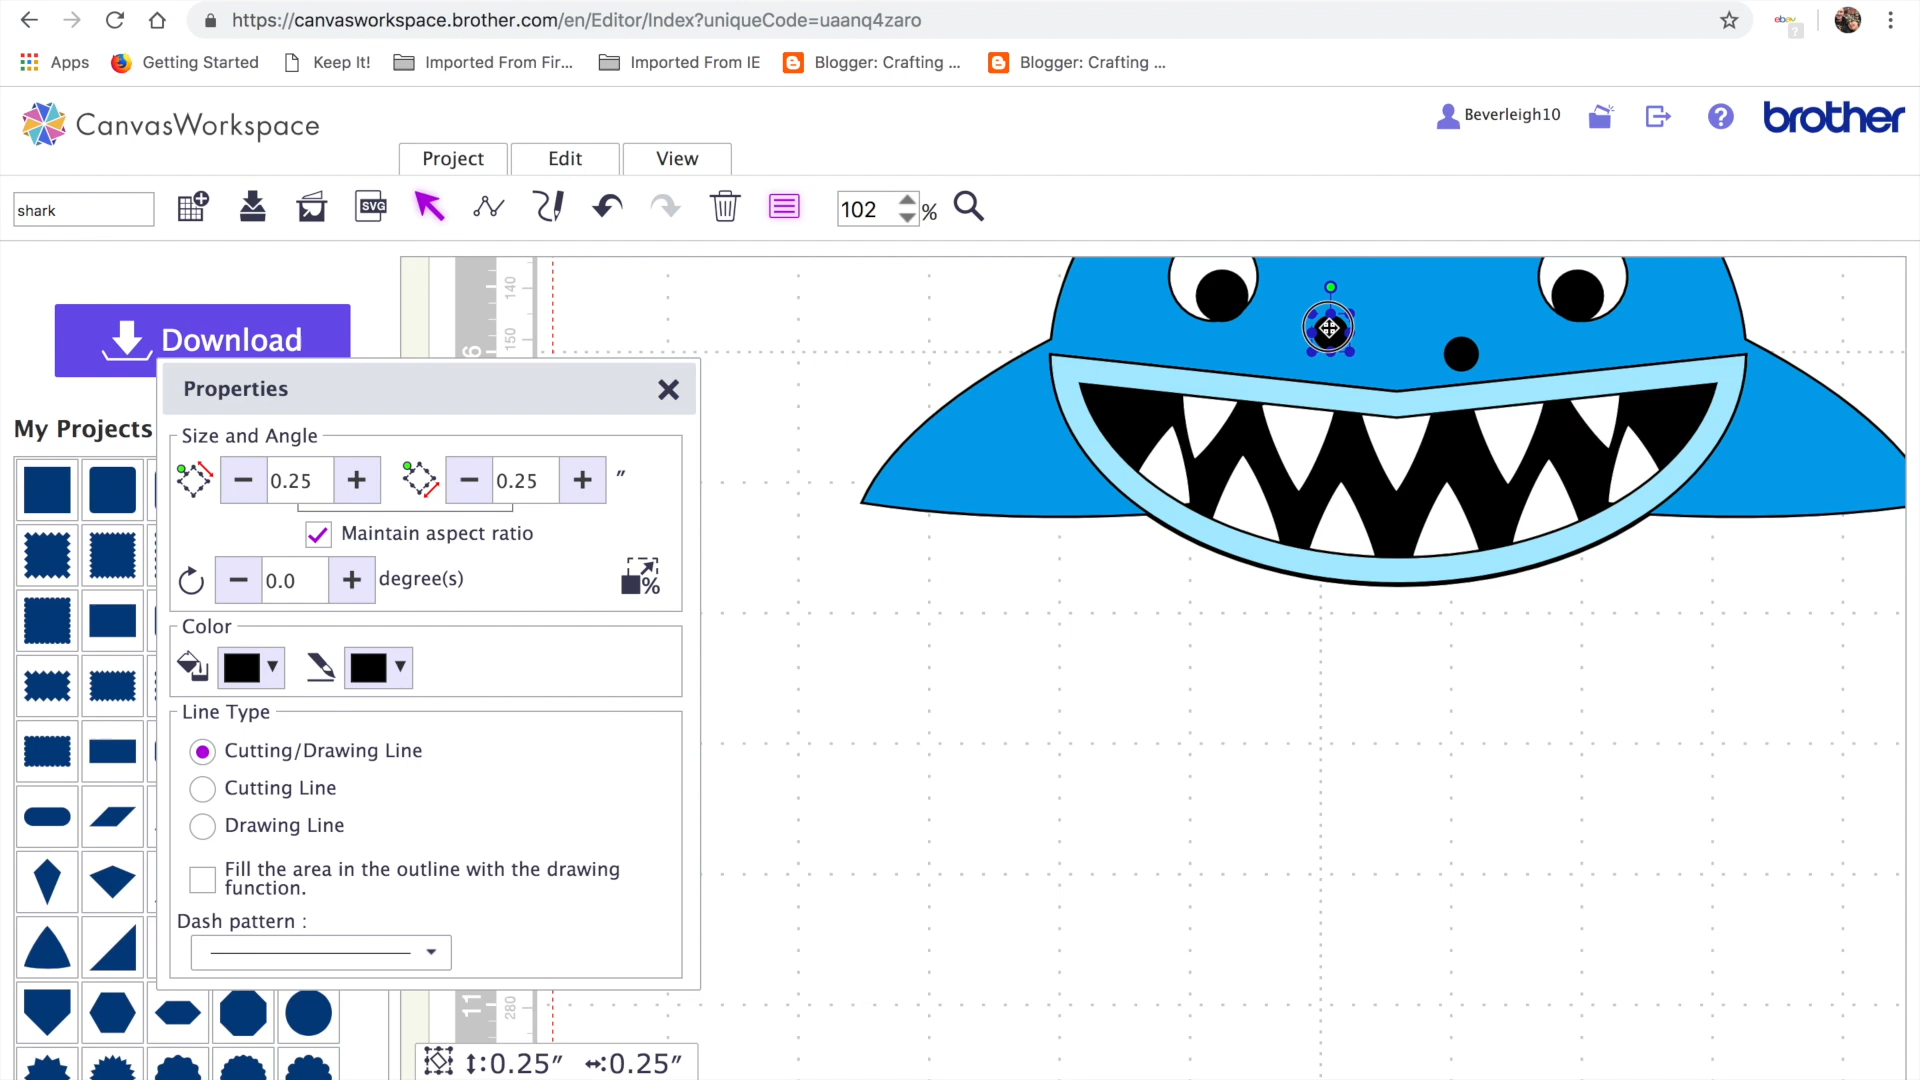 https://canvasworkspace.brother.com/en/Editor/Index?uniqueCode=uaanq4zaro
ebay
?
Apps
Getting Started
Keep It!
Imported From Fir...
Imported From IE
Blogger: Crafting ...
Blogger: Crafting ...
CanvasWorkspace
Beverleigh10
?
brother
Project
Edit
View
shark
SVG
102
%
Download
My Projects
Properties
Size and Angle
0.25
0.25
"
Maintain aspect ratio
0.0
degree(s)
%
Color
Line Type
Cutting/Drawing Line
Cutting Line
Drawing Line
Fill the area in the outline with the drawing
function.
Dash pattern :
140
150
6
11
280
:0.25"
:0.25"